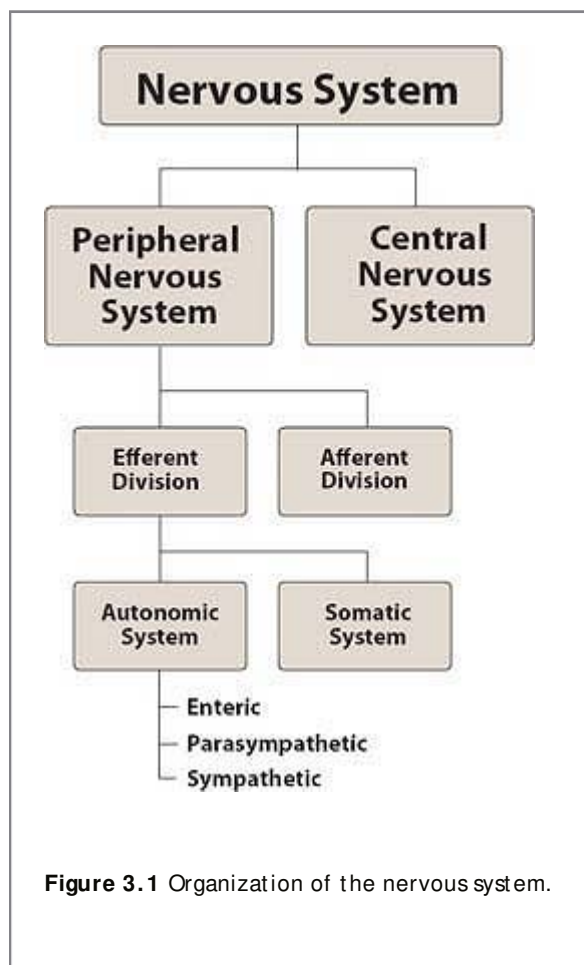 Nervous System
Peripheral
Nervous
System
Central
Nervous
System
Efferent
Division
Afferent
Division
Autonomic
System
Somatic
System
Enteric
Parasympathetic
Sympathetic
Figure 3.1 Organization of the nervous system.